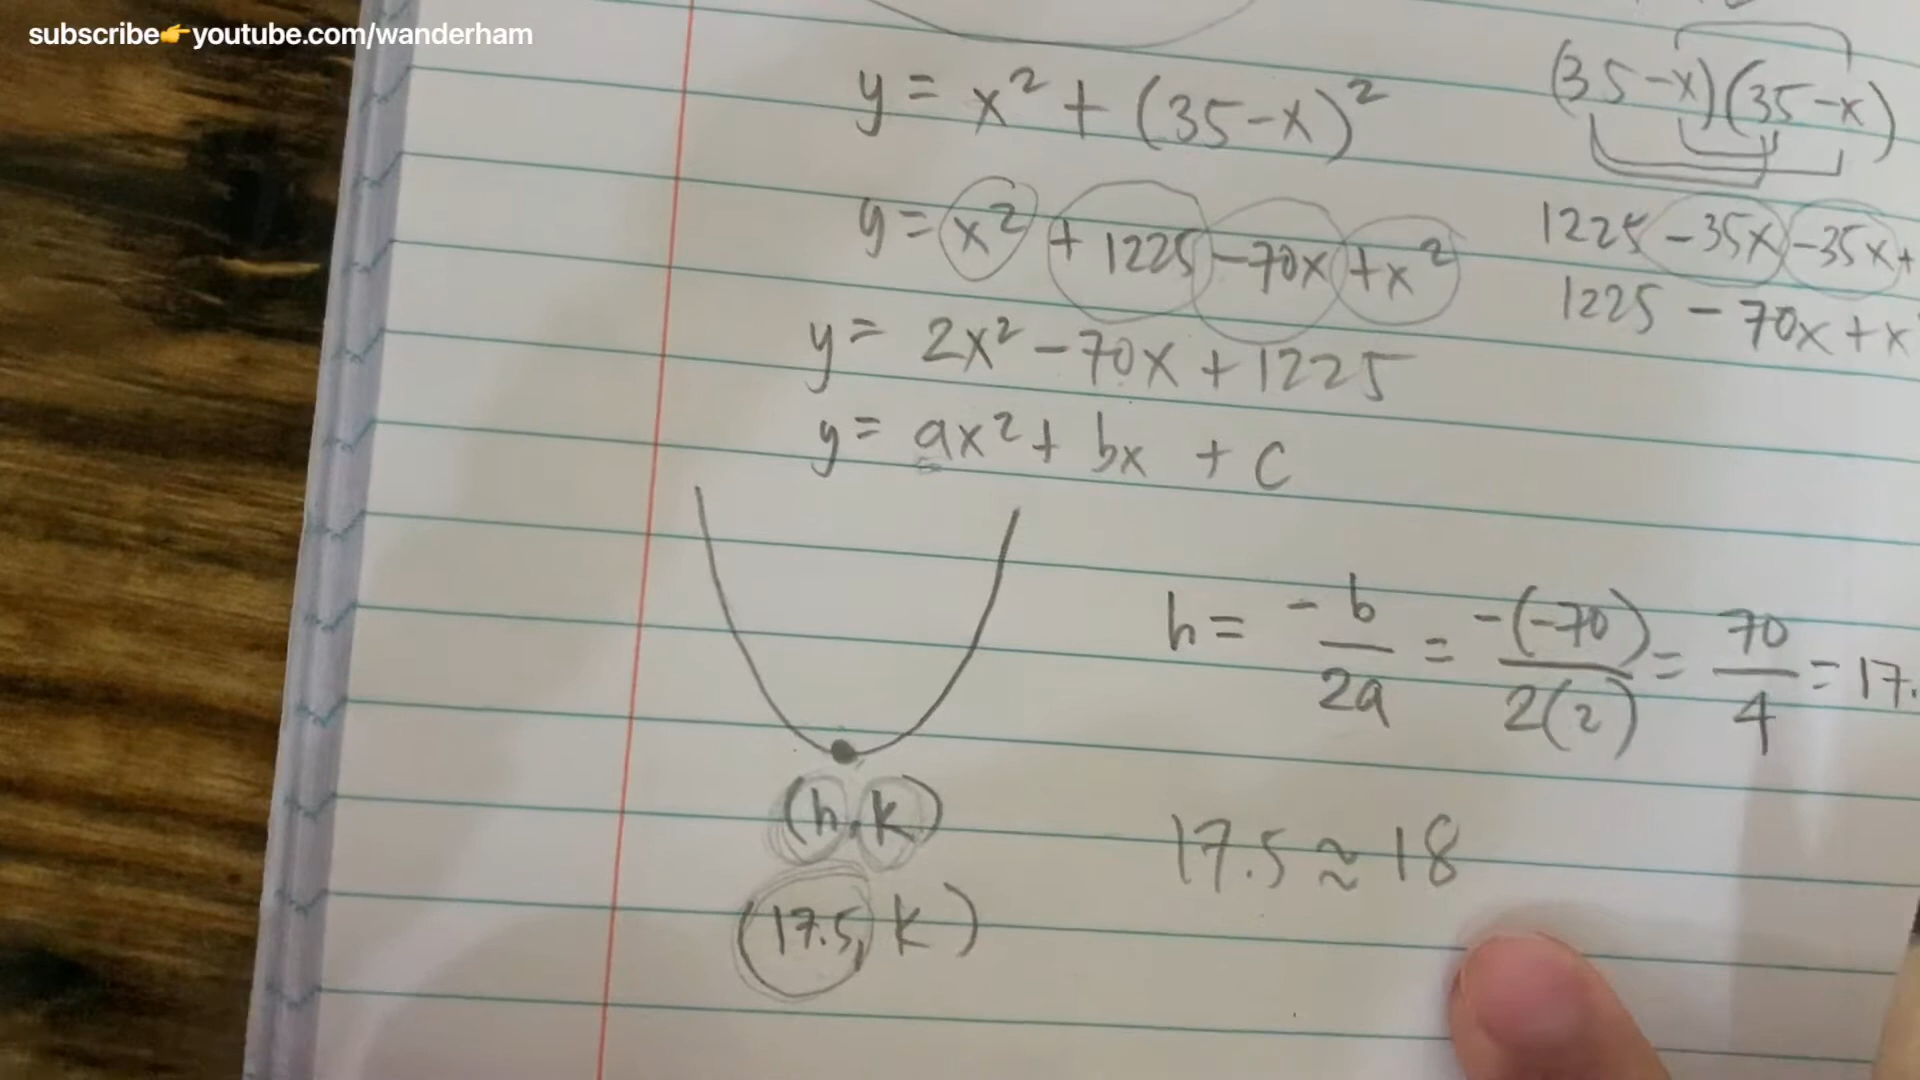 subscribe👉youtube.com/wanderham
y = x² + (35-x)²
(35-x)(35-x)
y = x² + 1225 - 70x + x²
1225 - 35x - 35x +
1225 - 70x + x
y = 2x² - 70x + 1225
y = ax² + bx + c
h = -b/2a = -(-70)/2(2) = 70/4 = 17.
(h, k)
17.5 ≈ 18
(17.5, k)